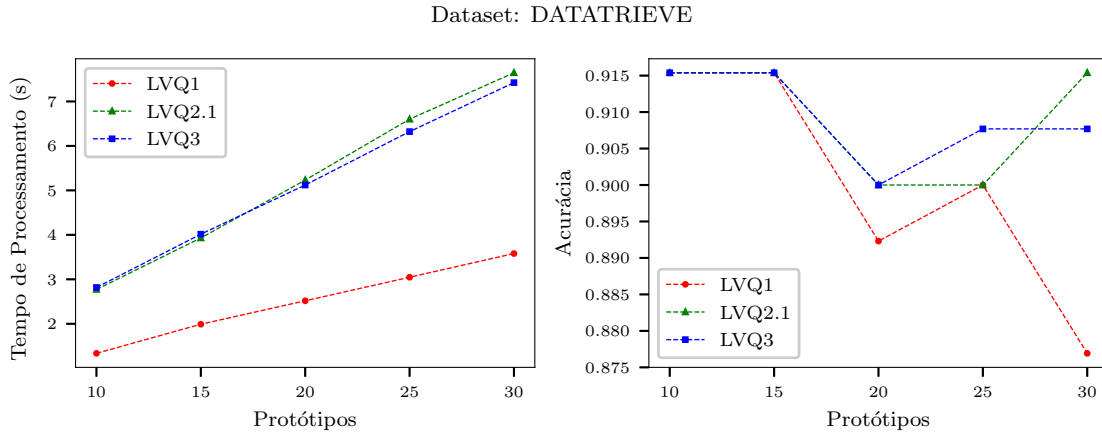 Dataset: DATATRIEVE
Tempo de Processamento (s)
7
6
5
4
3
2
LVQ1
LVQ2.1
LVQ3
10 15 20 25 30
Protótipos
Acurácia
0.915
0.910
0.905
0.900
0.895
0.890
0.885
0.880
0.875
LVQ1
LVQ2.1
LVQ3
10 15 20 25 30
Protótipos